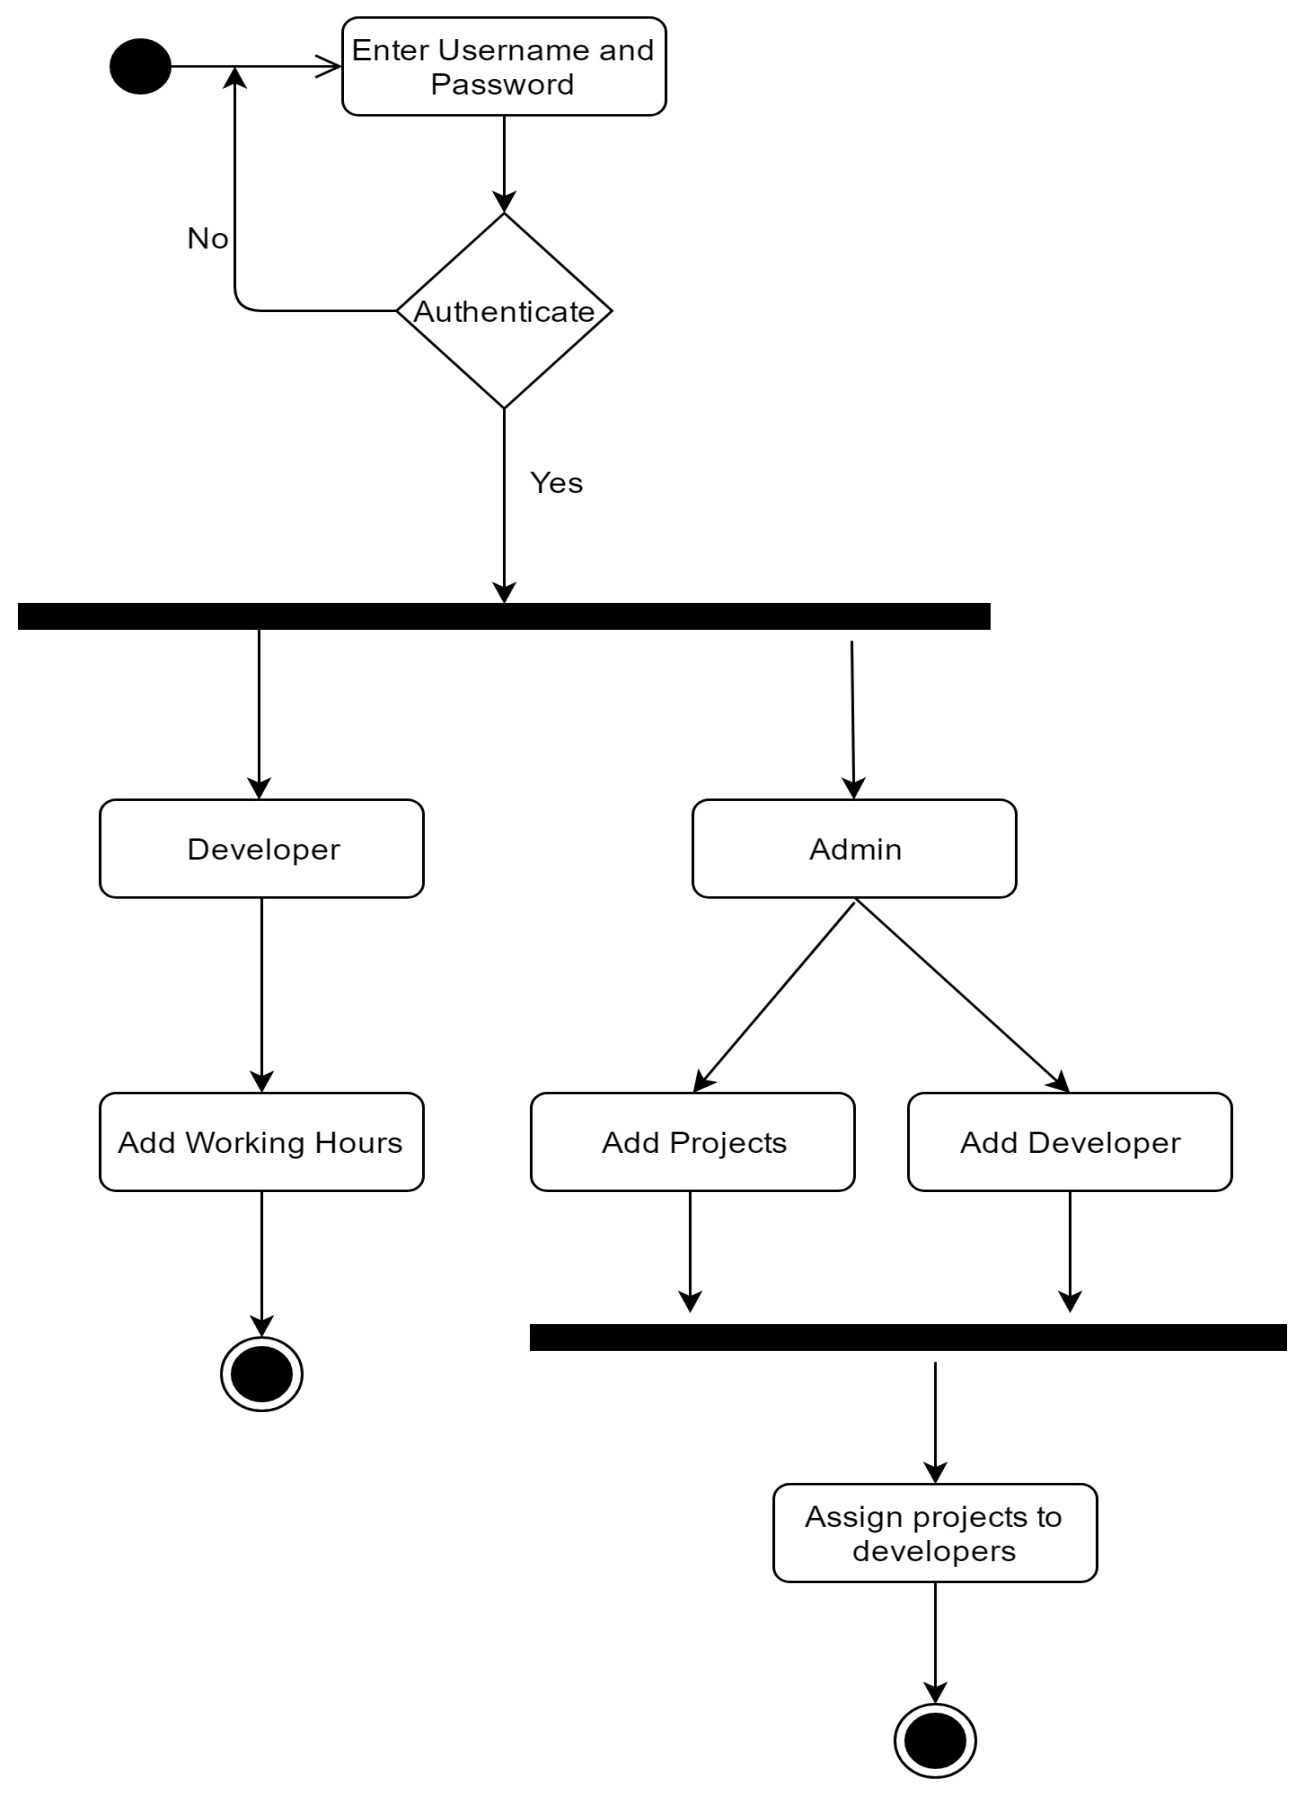 Enter Username and
Password
No
Authenticate
Yes
Developer
Admin
Add Working Hours
Add Projects
Add Developer
Assign projects to
developers